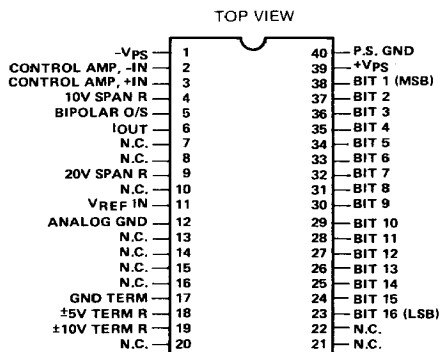 TOP VIEW
-VPS 1 40 P.S. GND
CONTROL AMP, -IN 2 39 +VPS
CONTROL AMP, +IN 3 38 BIT 1 (MSB)
10V SPAN R 4 37 BIT 2
BIPOLAR O/S 5 36 BIT 3
IOUT 6 35 BIT 4
N.C. 7 34 BIT 5
N.C. 8 33 BIT 6
20V SPAN R 9 32 BIT 7
N.C. 10 31 BIT 8
VREF IN 11 30 BIT 9
ANALOG GND 12 29 BIT 10
N.C. 13 28 BIT 11
N.C. 14 27 BIT 12
N.C. 15 26 BIT 13
N.C. 16 25 BIT 14
GND TERM 17 24 BIT 15
±5V TERM R 18 23 BIT 16 (LSB)
±10V TERM R 19 22 N.C.
N.C. 20 21 N.C.